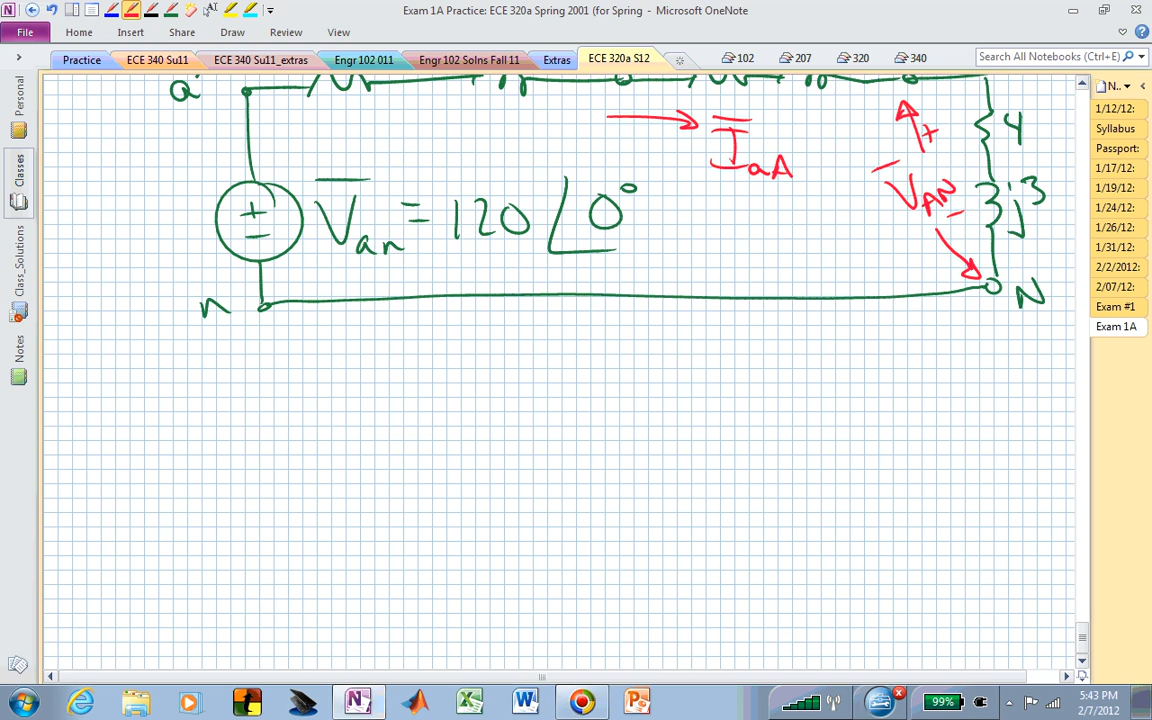 Exam 1A Practice: ECE 320a Spring 2001 (for Spring - Microsoft OneNote
File Home Insert Share Draw Review View
Practice ECE 340 Su11 ECE 340 Su11_extras Engr 102 011 Engr 102 Solns Fall 11 Extras ECE 320a S12 102 207 320 340
Search All Notebooks (Ctrl+E)
N..
Personal
Classes
Class_Solutions
Notes
1/12/12:
Syllabus
Passport:
1/17/12:
1/19/12:
1/24/12:
1/26/12:
1/31/12:
2/2/2012:
2/07/12:
Exam #1
Exam 1A
a
4
I aA
+
V AN
-
j3
+
-
V an = 120 ∠0°
n
N
99%
5:43 PM
2/7/2012